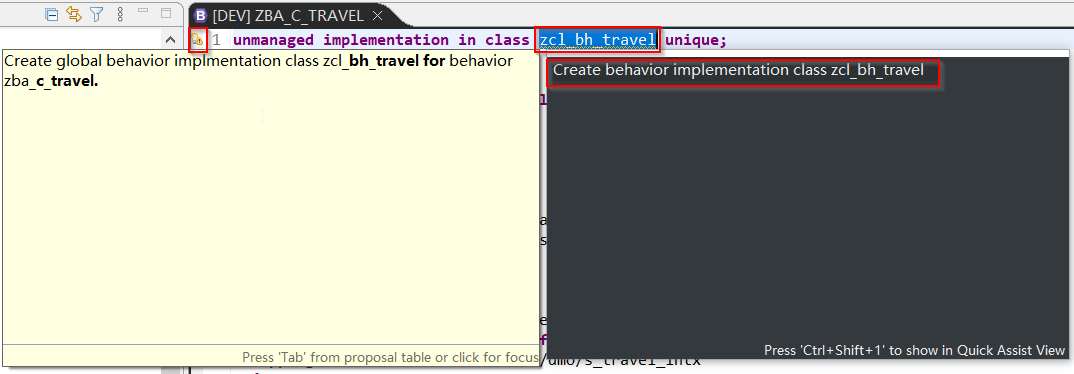 [DEV] ZBA_C_TRAVEL
1 unmanaged implementation in class zcl_bh_travel unique;
Create global behavior implmentation class zcl_bh_travel for behavior
zba_c_travel.
Create behavior implementation class zcl_bh_travel
Press 'Tab' from proposal table or click for focus
Press 'Ctrl+Shift+1' to show in Quick Assist View
/dmo/s_travel_intx